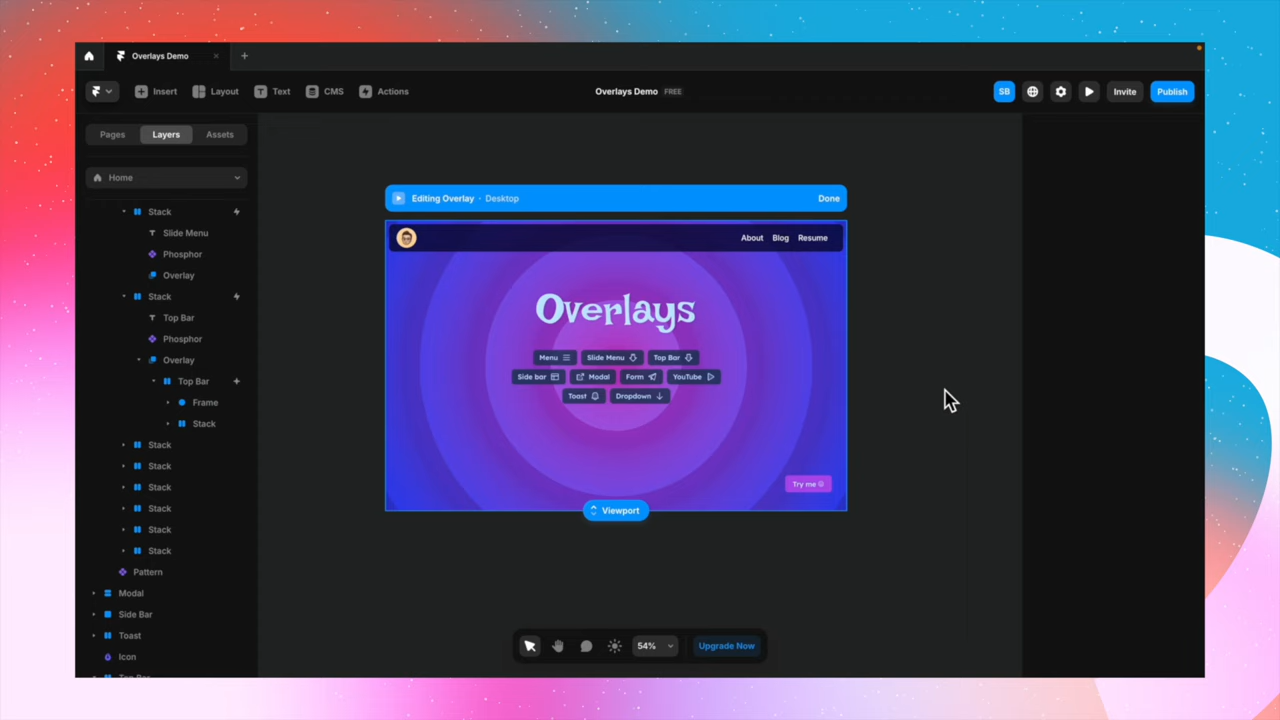 Overlays Demo
Insert
Layout
Text
CMS
Actions
Overlays Demo FREE
SB
Invite
Publish
Pages
Layers
Assets
Home
Stack
Slide Menu
Phosphor
Overlay
Stack
Top Bar
Phosphor
Overlay
Top Bar
Frame
Stack
Stack
Stack
Stack
Stack
Stack
Stack
Pattern
Modal
Side Bar
Toast
Icon
Top Bar
Editing Overlay · Desktop
Done
About Blog Resume
Overlays
Menu
Slide Menu
Top Bar
Side bar
Modal
Form
YouTube
Toast
Dropdown
Try me
Viewport
54%
Upgrade Now